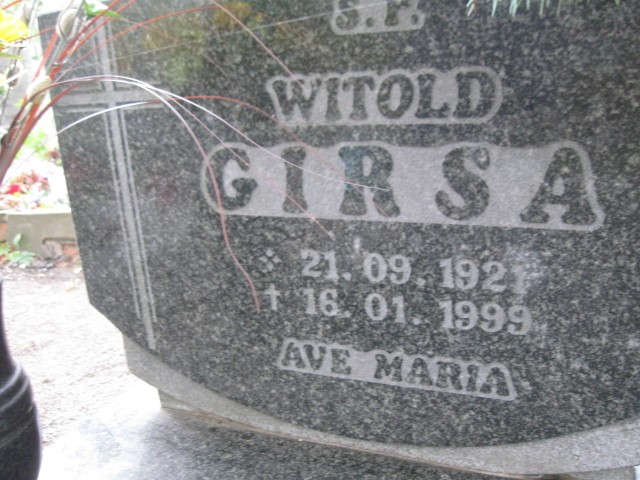 Ś.P.
WITOLD
GIRSA
21.09.1921
† 16.01.1999
AVE MARIA